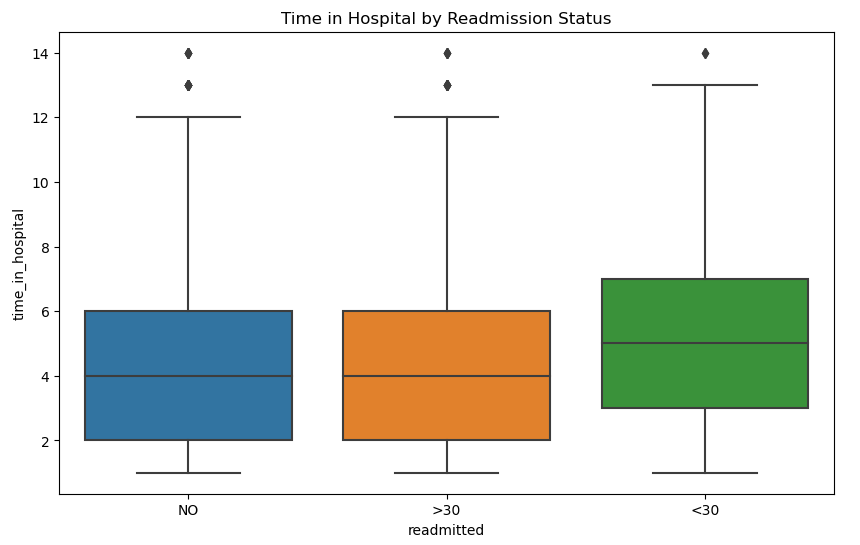 Time in Hospital by Readmission Status
14
12
10
8
6
4
2
time_in_hospital
NO
>30
<30
readmitted